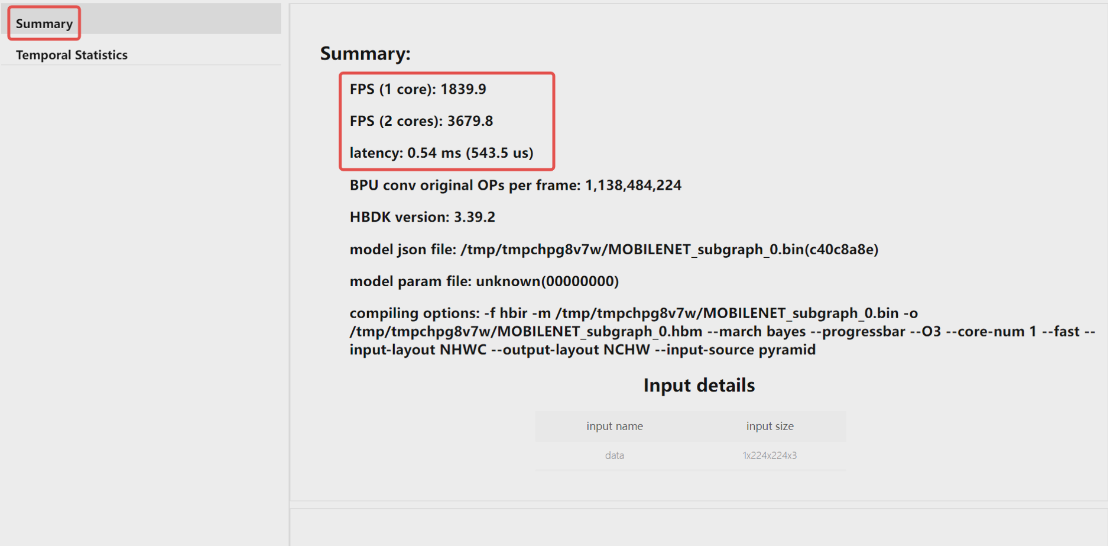 Summary
Temporal Statistics
Summary:
FPS (1 core): 1839.9
FPS (2 cores): 3679.8
latency: 0.54 ms (543.5 us)
BPU conv original OPs per frame: 1,138,484,224
HBDK version: 3.39.2
model json file: /tmp/tmpchpg8v7w/MOBILENET_subgraph_0.bin(c40c8a8e)
model param file: unknown(00000000)
compiling options: -f hbir -m /tmp/tmpchpg8v7w/MOBILENET_subgraph_0.bin -o
/tmp/tmpchpg8v7w/MOBILENET_subgraph_0.hbm --march bayes --progressbar --O3 --core-num 1 --fast --
input-layout NHWC --output-layout NCHW --input-source pyramid
Input details
input name input size
data 1x224x224x3